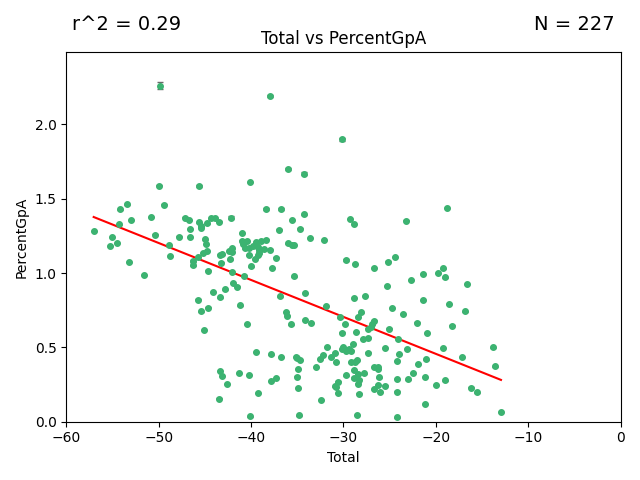 r^2 = 0.29
N = 227
Total vs PercentGpA
PercentGpA
2.0
1.5
1.0
0.5
0.0
−60
−50
−40
−30
−20
−10
0
Total